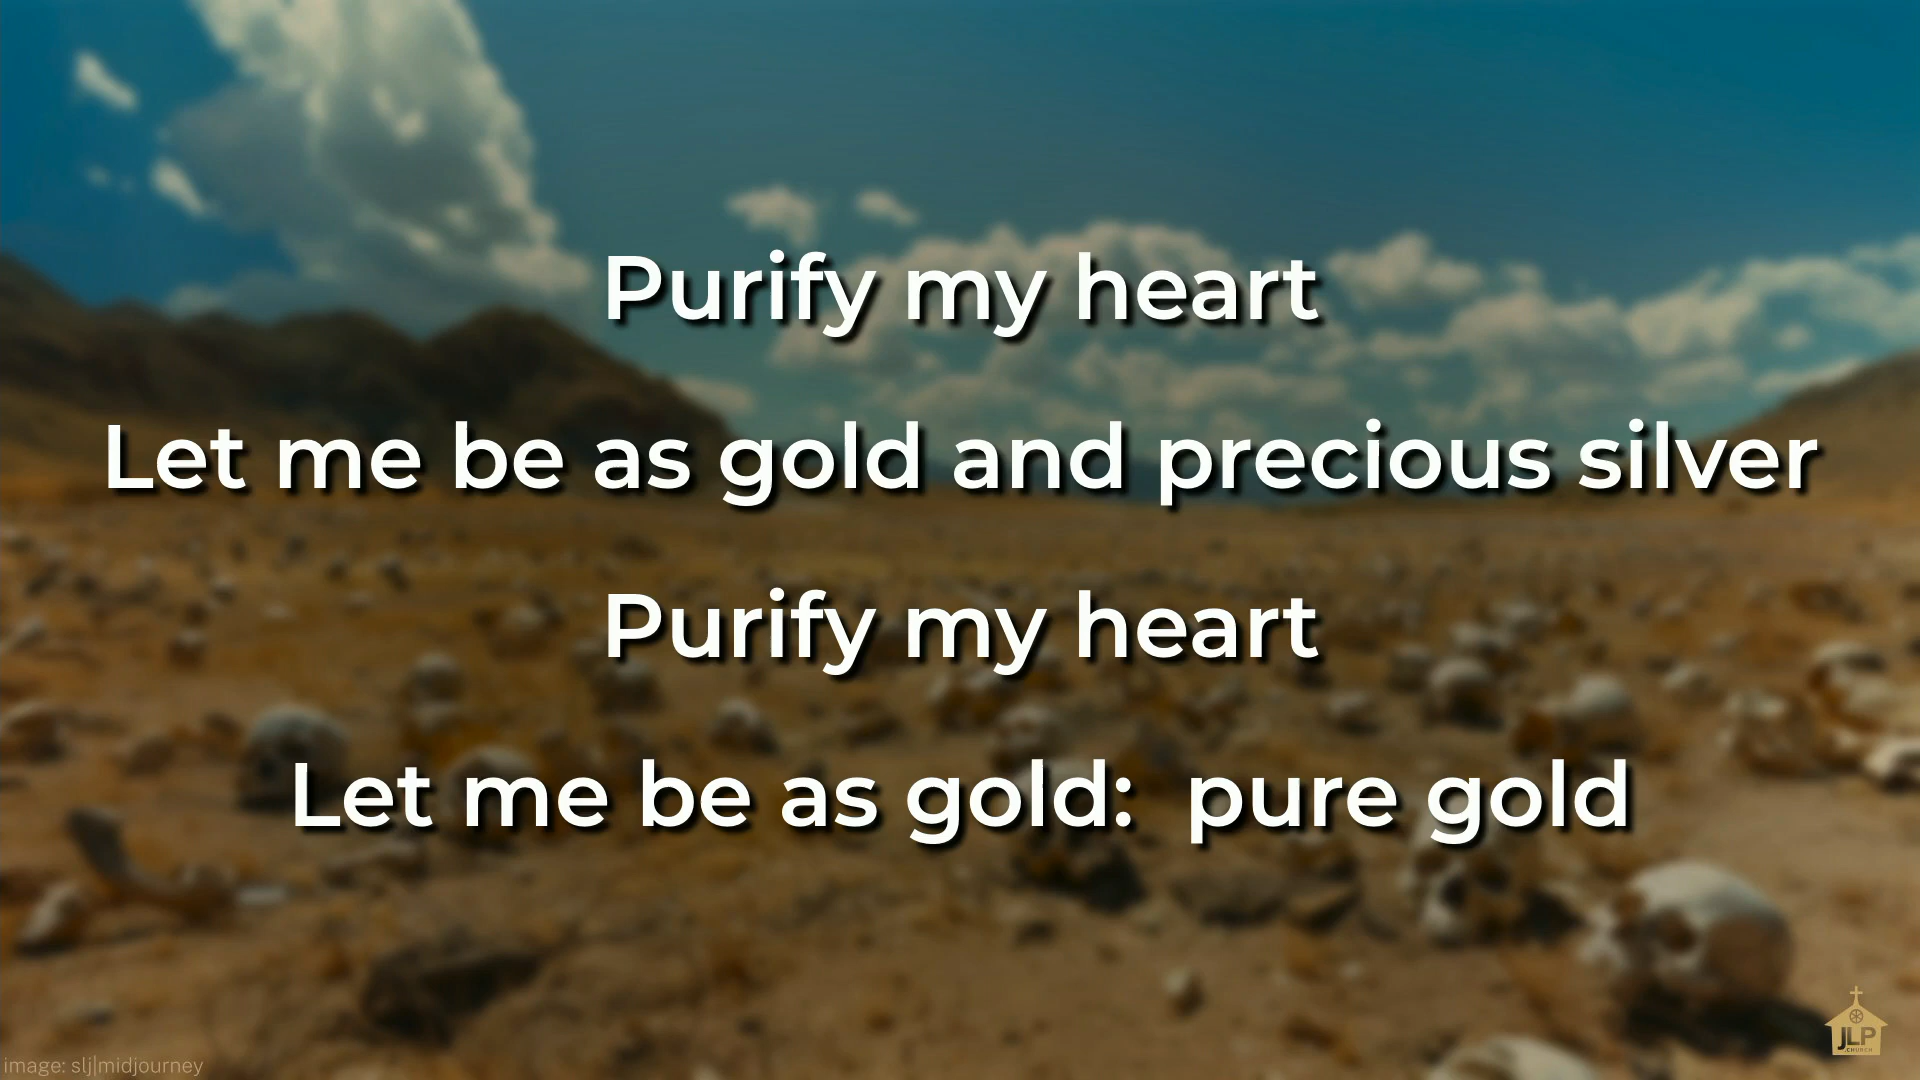 Purify my heart
Let me be as gold and precious silver
Purify my heart
Let me be as gold:  pure gold
JLP
.CHURCH
image: slj|midjourney